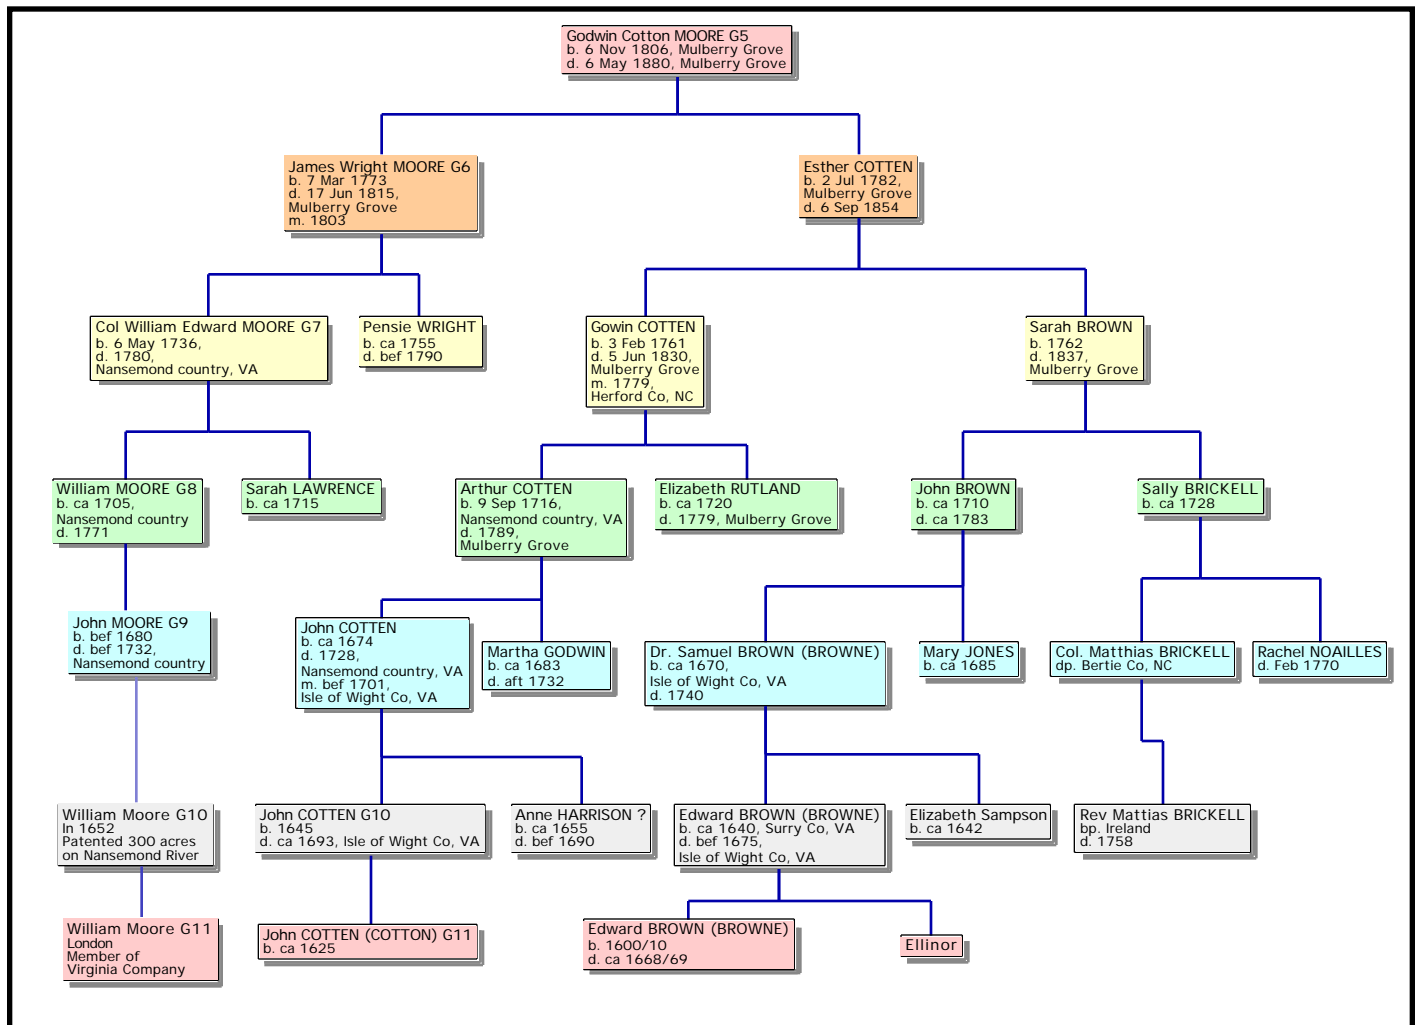 Godwin Cotton MOORE G5
b. 6 Nov 1806, Mulberry Grove
d. 6 May 1880, Mulberry Grove
James Wright MOORE G6
b. 7 Mar 1773
d. 17 Jun 1815,
Mulberry Grove
m. 1803
Esther COTTEN
b. 2 Jul 1782,
Mulberry Grove
d. 6 Sep 1854
Col William Edward MOORE G7
b. 6 May 1736,
d. 1780,
Nansemond country, VA
Pensie WRIGHT
b. ca 1755
d. bef 1790
Gowin COTTEN
b. 3 Feb 1761
d. 5 Jun 1830,
Mulberry Grove
m. 1779,
Herford Co, NC
Sarah BROWN
b. 1762
d. 1837,
Mulberry Grove
William MOORE G8
b. ca 1705,
Nansemond country
d. 1771
Sarah LAWRENCE
b. ca 1715
Arthur COTTEN
b. 9 Sep 1716,
Nansemond country, VA
d. 1789,
Mulberry Grove
Elizabeth RUTLAND
b. ca 1720
d. 1779, Mulberry Grove
John BROWN
b. ca 1710
d. ca 1783
Sally BRICKELL
b. ca 1728
John MOORE G9
b. bef 1680
d. bef 1732,
Nansemond country
John COTTEN
b. ca 1674
d. 1728,
Nansemond country, VA
m. bef 1701,
Isle of Wight Co, VA
Martha GODWIN
b. ca 1683
d. aft 1732
Dr. Samuel BROWN (BROWNE)
b. ca 1670,
Isle of Wight Co, VA
d. 1740
Mary JONES
b. ca 1685
Col. Matthias BRICKELL
dp. Bertie Co, NC
Rachel NOAILLES
d. Feb 1770
William Moore G10
In 1652
Patented 300 acres
on Nansemond River
John COTTEN G10
b. 1645
d. ca 1693, Isle of Wight Co, VA
Anne HARRISON ?
b. ca 1655
d. bef 1690
Edward BROWN (BROWNE)
b. ca 1640, Surry Co, VA
d. bef 1675,
Isle of Wight Co, VA
Elizabeth Sampson
b. ca 1642
Rev Mattias BRICKELL
bp. Ireland
d. 1758
William Moore G11
London
Member of
Virginia Company
John COTTEN (COTTON) G11
b. ca 1625
Edward BROWN (BROWNE)
b. 1600/10
d. ca 1668/69
Ellinor